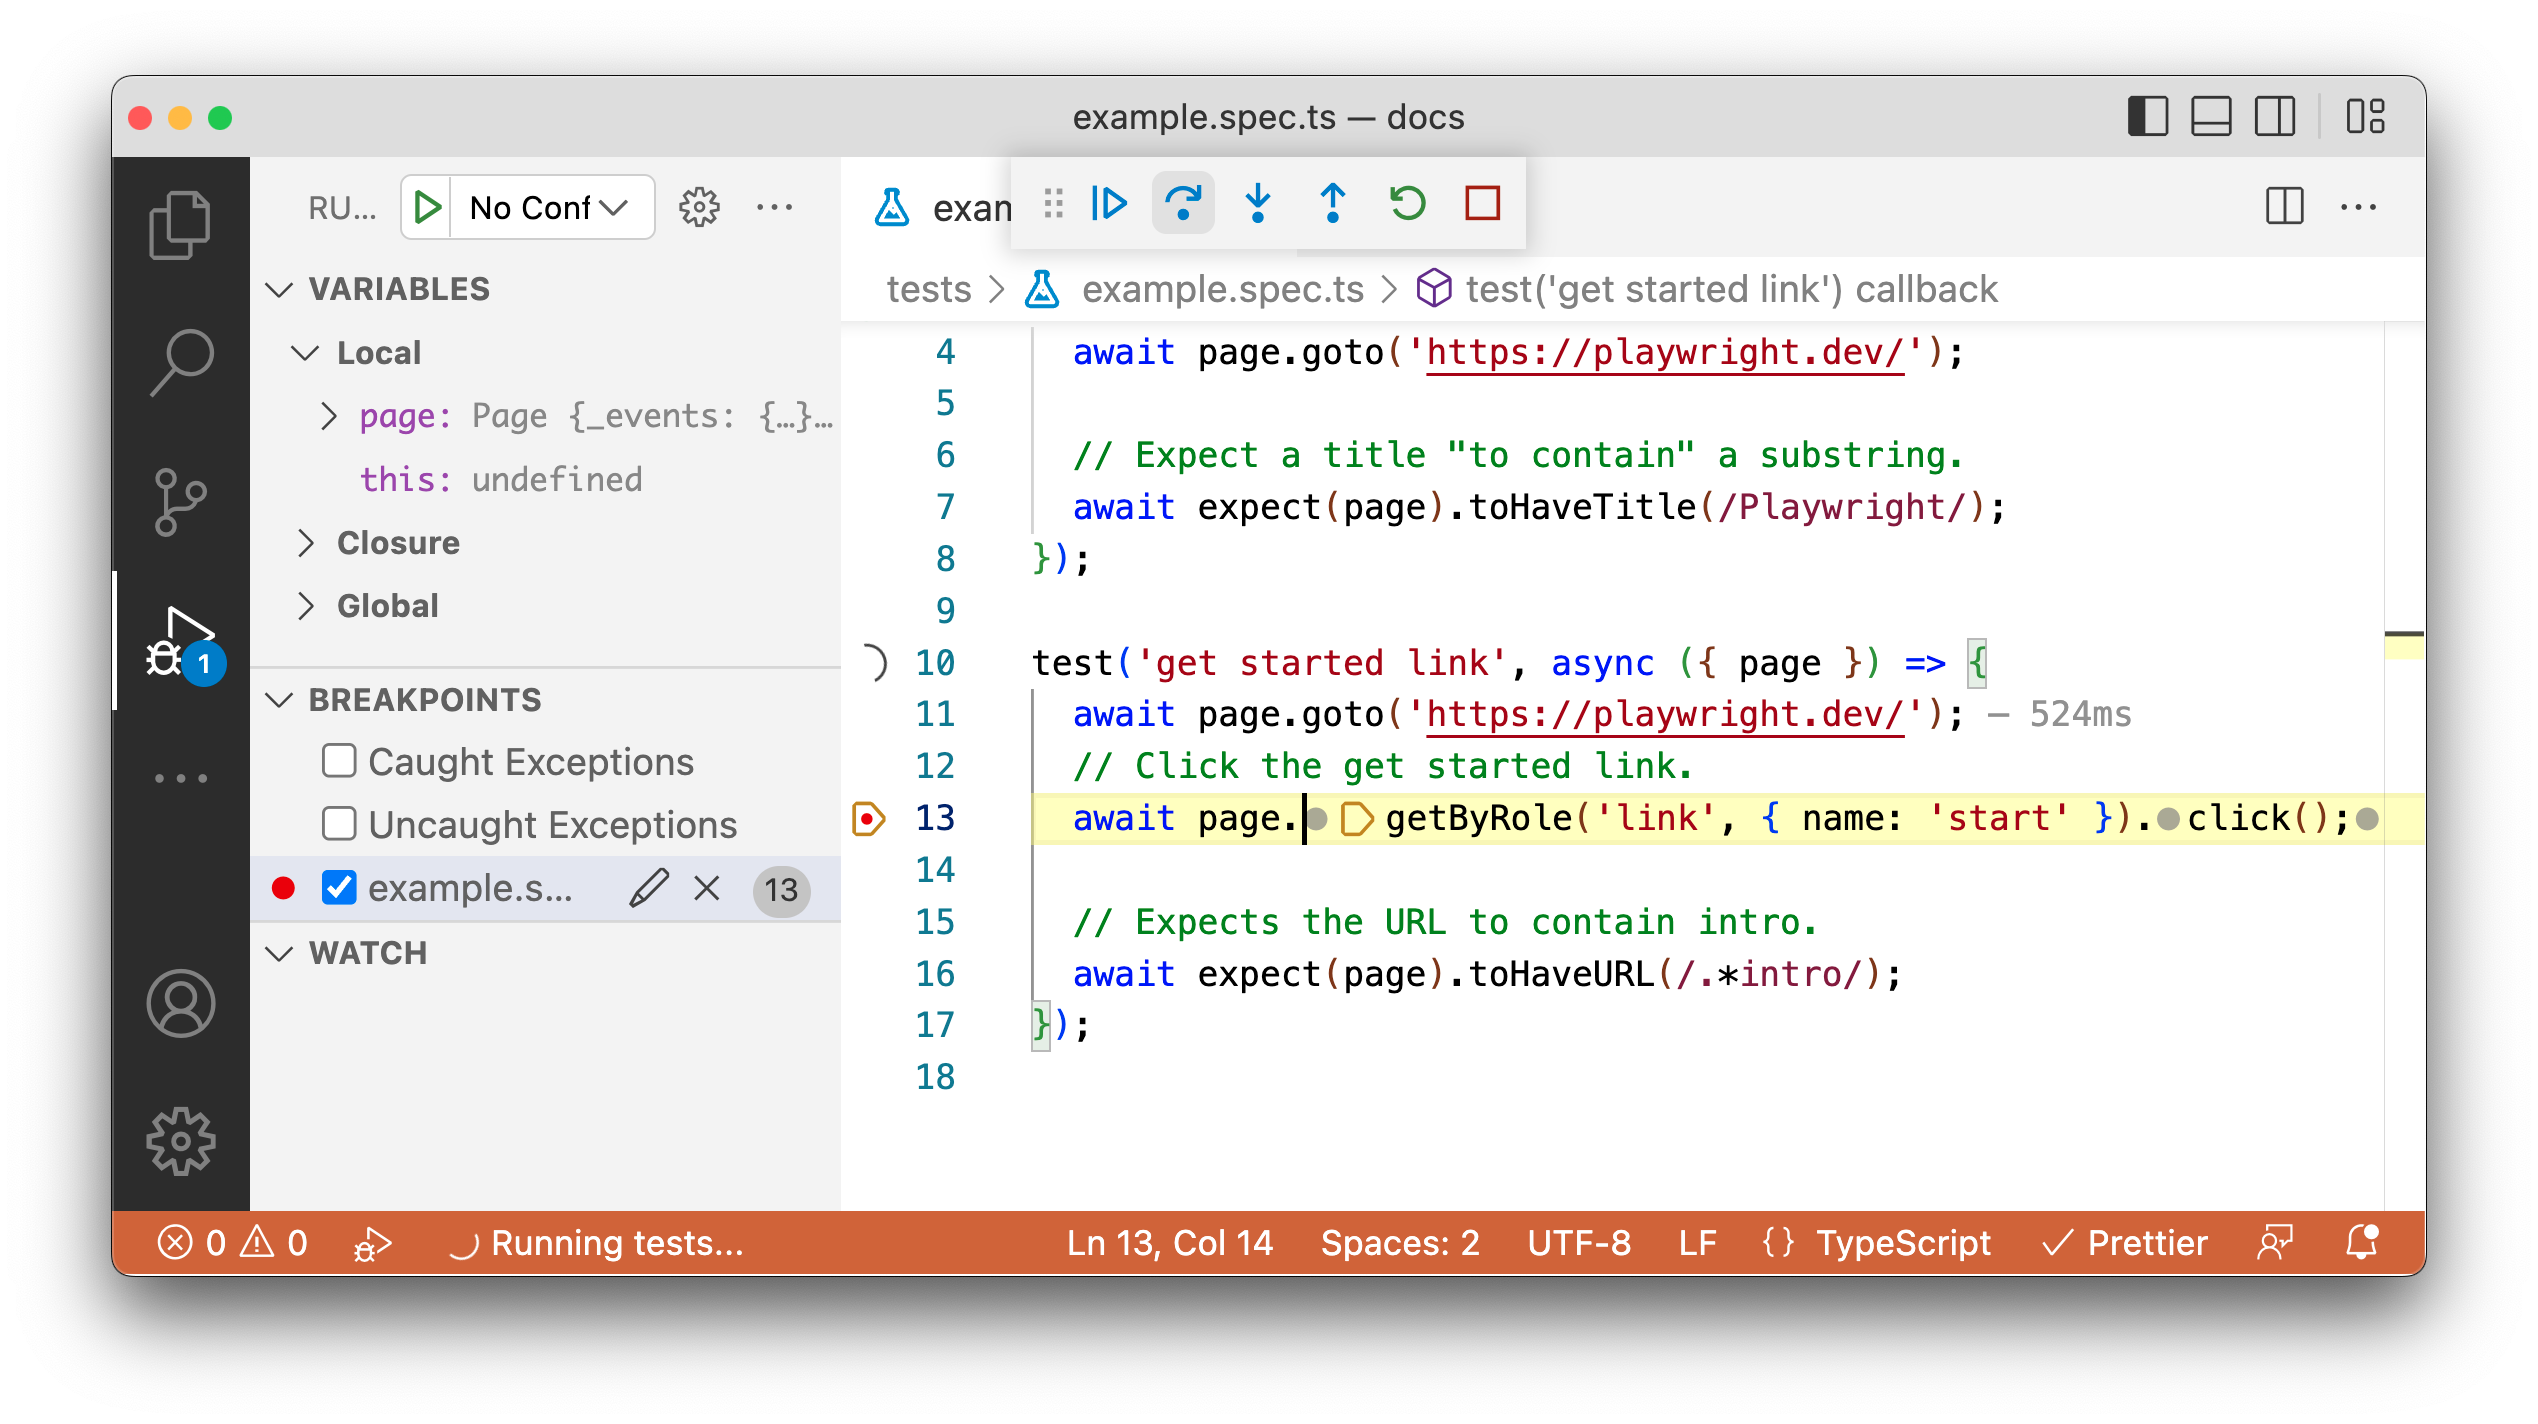 example.spec.ts — docs
RU...
No Conf
exam
VARIABLES
Local
page: Page {_events: {…}…
this: undefined
Closure
Global
1
BREAKPOINTS
Caught Exceptions
Uncaught Exceptions
example.s... 13
WATCH
tests > example.spec.ts > test('get started link') callback
4 await page.goto('https://playwright.dev/');
5
6 // Expect a title "to contain" a substring.
7 await expect(page).toHaveTitle(/Playwright/);
8 });
9
10 test('get started link', async ({ page }) => {
11 await page.goto('https://playwright.dev/'); — 524ms
12 // Click the get started link.
13 await page.getByRole('link', { name: 'start' }).click();
14
15 // Expects the URL to contain intro.
16 await expect(page).toHaveURL(/.*intro/);
17 });
18
0 0 Running tests... Ln 13, Col 14 Spaces: 2 UTF-8 LF {} TypeScript Prettier